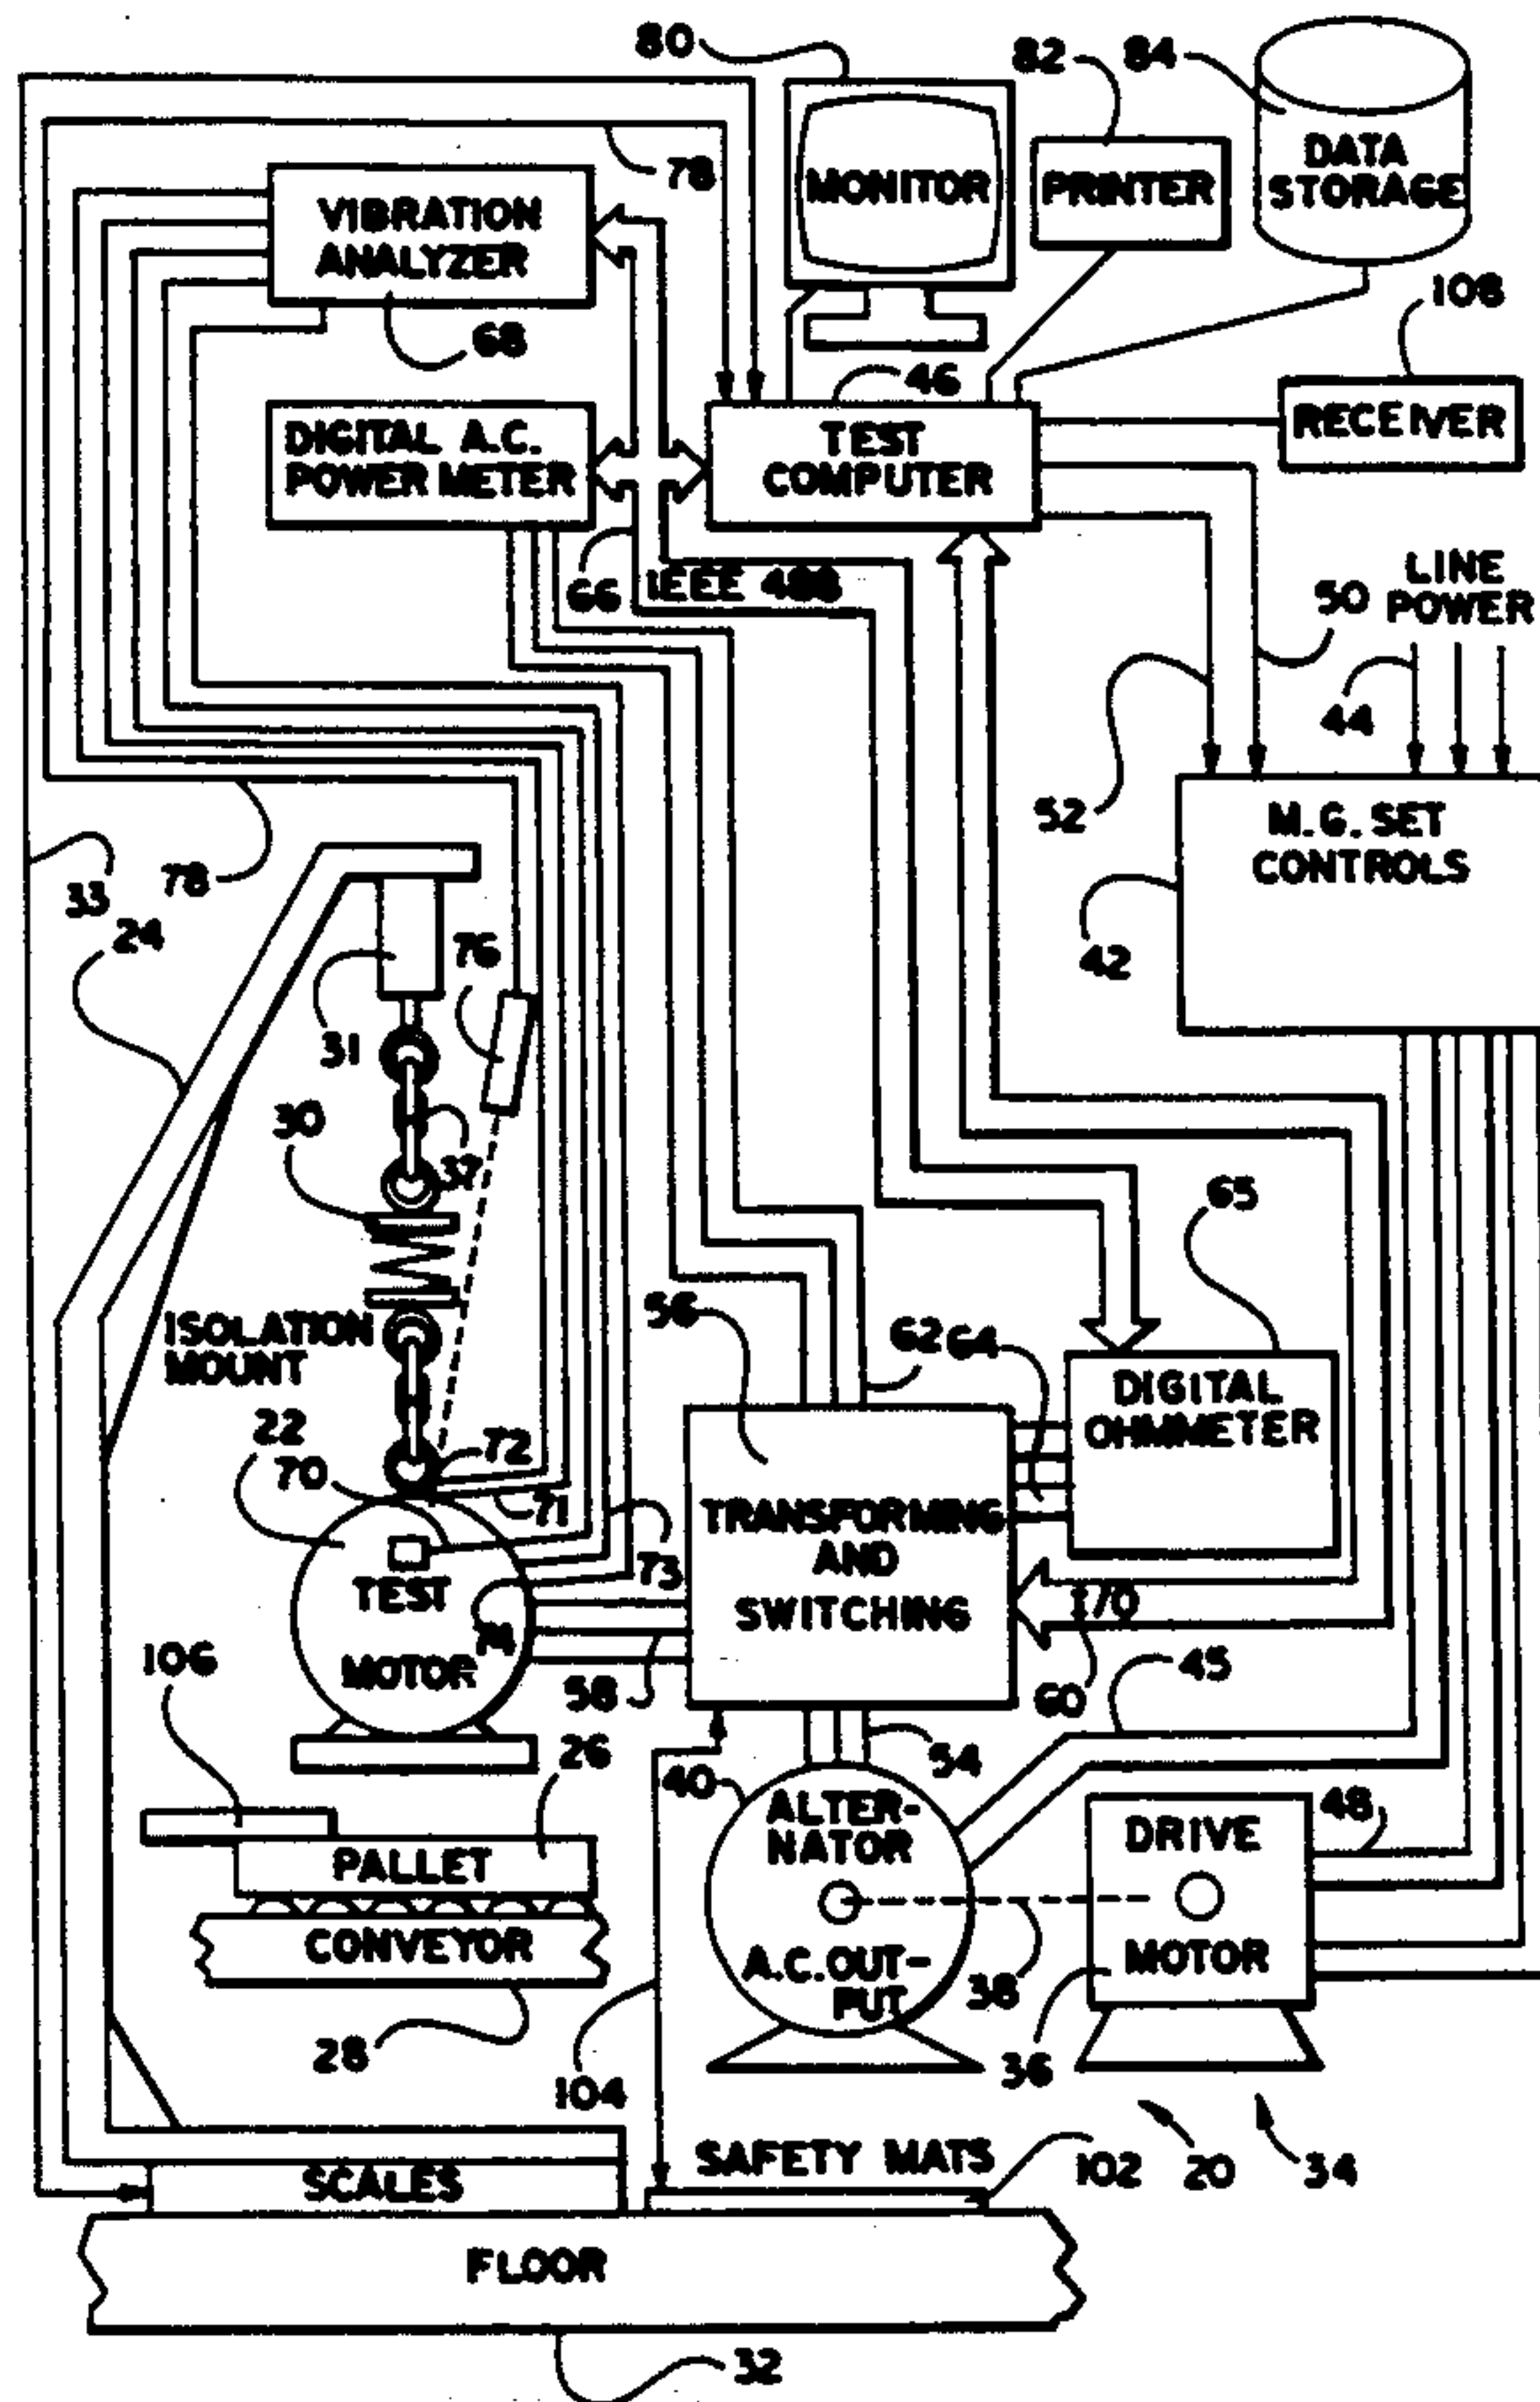 80
82
84
78
MONITOR
PRINTER
DATA
STORAGE
VIBRATION
ANALYZER
108
68
46
RECEIVER
DIGITAL A.C.
POWER METER
TEST
COMPUTER
66
IEEE 488
50
LINE
POWER
52
44
M.G. SET
CONTROLS
33
78
24
76
42
31
30
37
65
ISOLATION
MOUNT
56
62
64
DIGITAL
OHMMETER
22
70
72
71
TRANSFORMING
AND
SWITCHING
73
TEST
MOTOR
74
I/O
106
58
60
45
26
54
40
ALTER-
NATOR
DRIVE
MOTOR
48
PALLET
CONVEYOR
A.C. OUT-
PUT
38
28
104
36
SAFETY MATS
102
20
34
SCALES
FLOOR
32